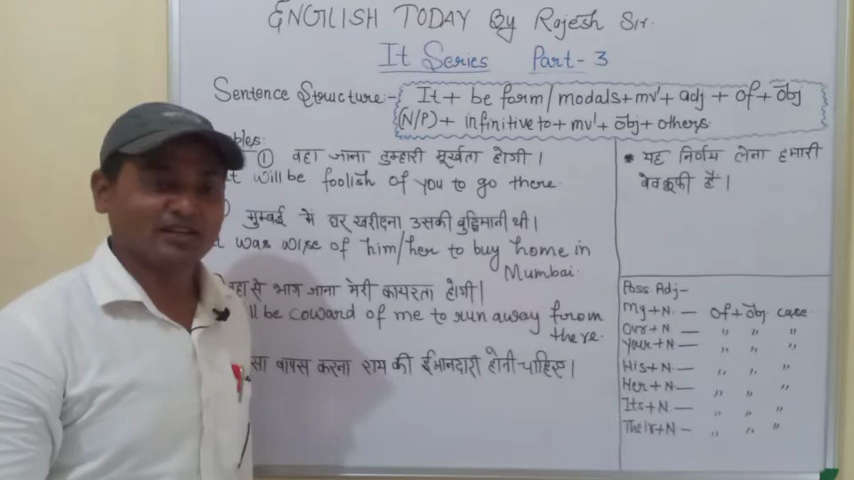 ENGLISH TODAY By Rajesh Sir.
It Series Part-3
Sentence Structure:- It + be form/modals+mv¹+adj + of + obj
(N/P) + infinitive to + mv¹ + obj + others
ples:
① वहा जाना तुम्हारी मूर्खता होगी।
t will be foolish of you to go there.
मुम्बई में घर खरीदना उसकी बुद्धिमानी थी।
t was wise of him/her to buy home in
Mumbai.
वहा से भाग जाना मेरी कायरता होगी।
ll be coward of me to run away from
there.
सा वापस करना राम की ईमानदारी होनी चाहिए।
* यह निर्णय लेना हमारी
बेवकूफी है।
Poss Adj-
My+N. — of+obj case
Our+N — " " "
Your+N — " " "
His+N — " " "
Her+N — " " "
Its+N — " " "
Their+N — " " "